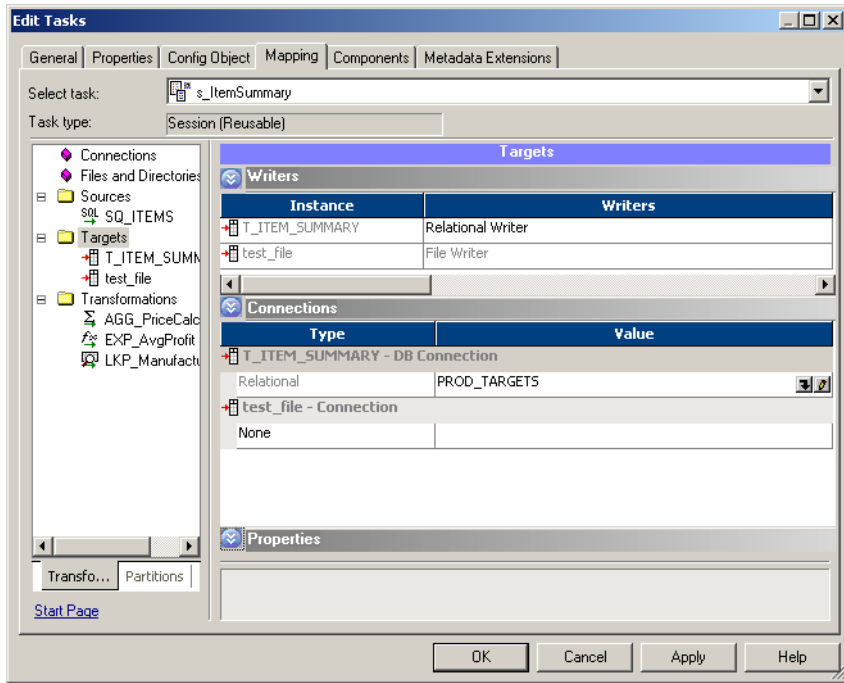 Edit Tasks
General Properties Config Object Mapping Components Metadata Extensions
Select task: s_ItemSummary
Task type: Session (Reusable)
Connections
Files and Directories
Sources
SQL SQ_ITEMS
Targets
T_ITEM_SUMM
test_file
Transformations
AGG_PriceCalc
EXP_AvgProfit
LKP_Manufactu
Transfo... Partitions
Start Page
Targets
Writers
Instance Writers
T_ITEM_SUMMARY Relational Writer
test_file File Writer
Connections
Type Value
T_ITEM_SUMMARY - DB Connection
Relational PROD_TARGETS
test_file - Connection
None
Properties
OK Cancel Apply Help